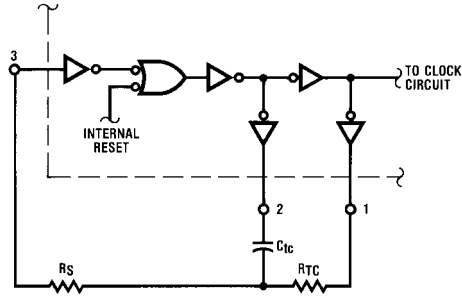 3
TO CLOCK
CIRCUIT
INTERNAL
RESET
2
1
Ctc
RS
RTC